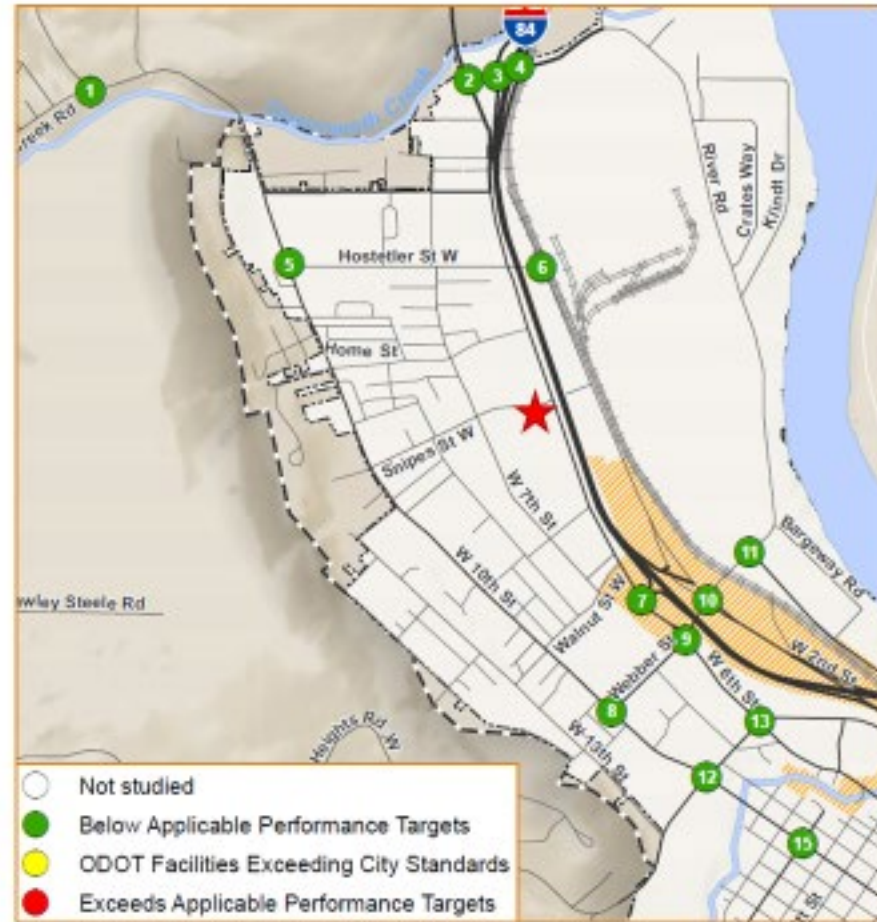 84
1
2
3
4
reek Rd
River Rd
Crates Way
Klindt Dr
5
Hostetler St W
6
Home St
Snipes St W
W 7th St
W 10th St
11
Bargeway Rd
wley Steele Rd
Walnut St W
7
10
9
W 2nd St
Webber St
W 6th St
8
13
Heights Rd W
W 13th St
12
15
St
Not studied
Below Applicable Performance Targets
ODOT Facilities Exceeding City Standards
Exceeds Applicable Performance Targets